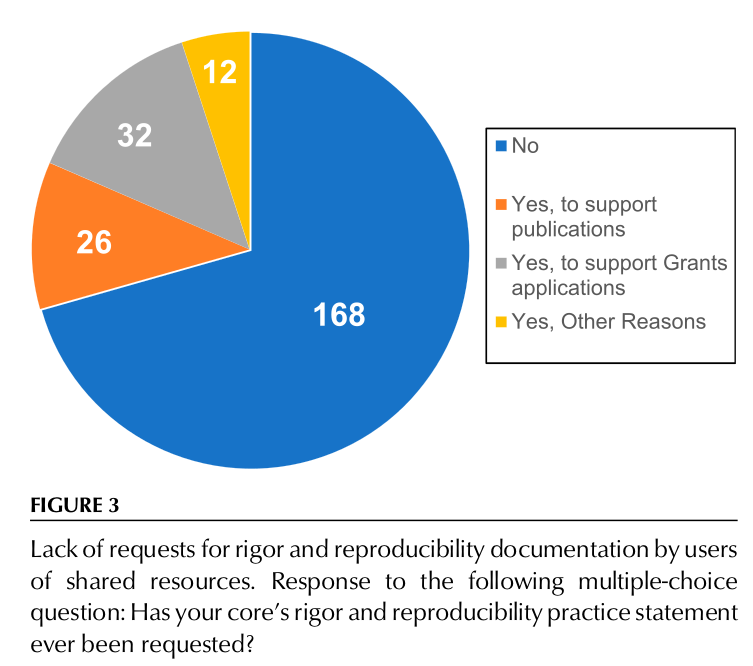 12
32
26
168
No
Yes, to support
publications
Yes, to support Grants
applications
Yes, Other Reasons
FIGURE 3
Lack of requests for rigor and reproducibility documentation by users
of shared resources. Response to the following multiple-choice
question: Has your core’s rigor and reproducibility practice statement
ever been requested?